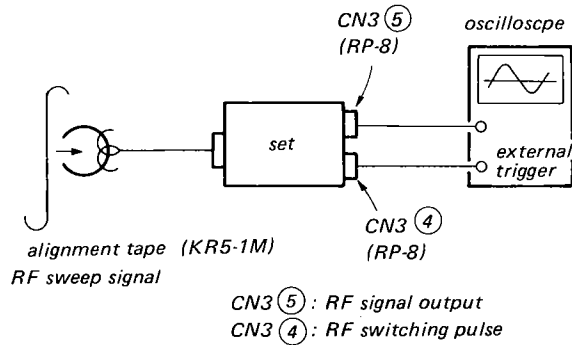 CN3 ⑤
(RP-8)
oscilloscpe
set
external
trigger
CN3 ④
(RP-8)
alignment tape (KR5-1M)
RF sweep signal
CN3 ⑤ : RF signal output
CN3 ④ : RF switching pulse